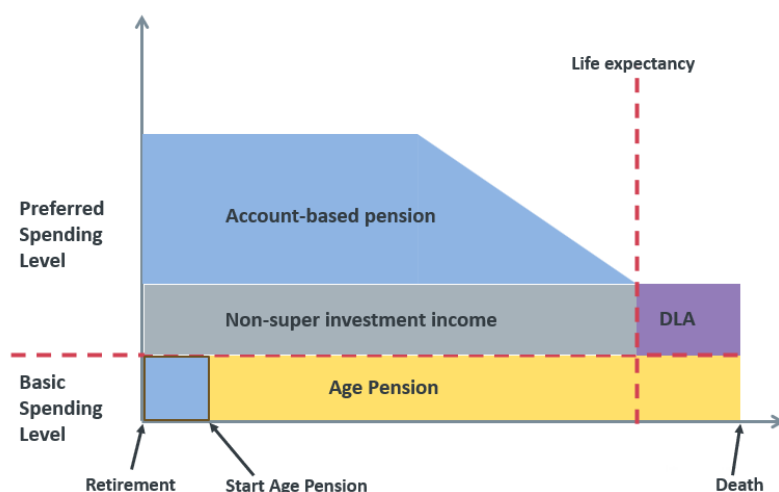 Life expectancy
Preferred
Spending
Level
Account-based pension
Non-super investment income
DLA
Basic
Spending
Level
Age Pension
Retirement
Start Age Pension
Death